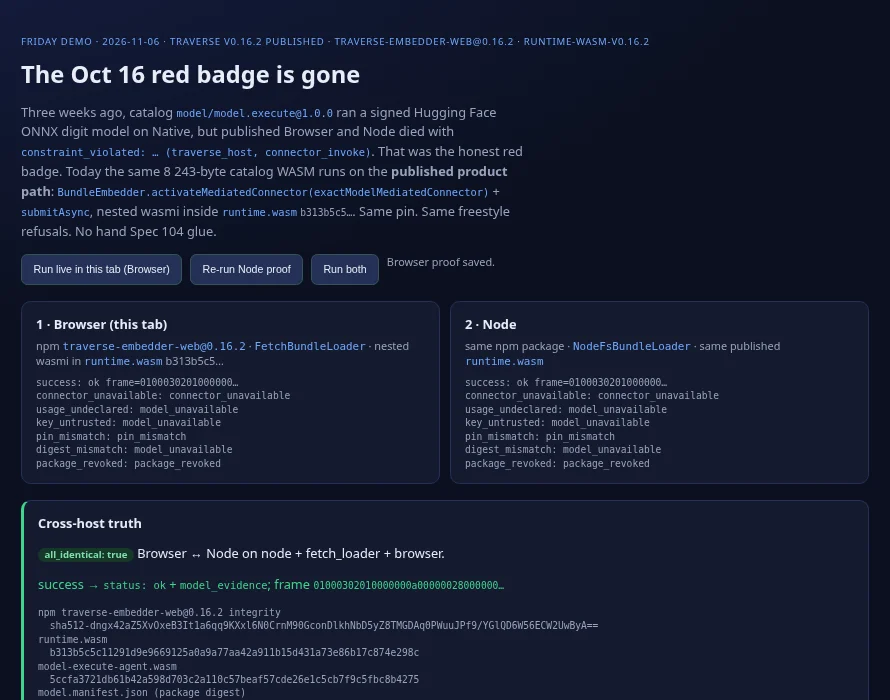 FRIDAY DEMO · 2026-11-06 · TRAVERSE V0.16.2 PUBLISHED · TRAVERSE-EMBEDDER-WEB@0.16.2 · RUNTIME-WASM-V0.16.2
The Oct 16 red badge is gone
Three weeks ago, catalog model/model.execute@1.0.0 ran a signed Hugging Face
ONNX digit model on Native, but published Browser and Node died with
constraint_violated: … (traverse_host, connector_invoke). That was the honest red
badge. Today the same 8 243-byte catalog WASM runs on the published product
path: BundleEmbedder.activateMediatedConnector(exactModelMediatedConnector) +
submitAsync, nested wasmi inside runtime.wasm b313b5c5…. Same pin. Same freestyle
refusals. No hand Spec 104 glue.
Run live in this tab (Browser)
Re-run Node proof
Run both
Browser proof saved.
1 · Browser (this tab)
npm traverse-embedder-web@0.16.2 · FetchBundleLoader · nested
wasmi in runtime.wasm b313b5c5…
success: ok frame=0100030201000000…
connector_unavailable: connector_unavailable
usage_undeclared: model_unavailable
key_untrusted: model_unavailable
pin_mismatch: pin_mismatch
digest_mismatch: model_unavailable
package_revoked: package_revoked
2 · Node
same npm package · NodeFsBundleLoader · same published
runtime.wasm
success: ok frame=0100030201000000…
connector_unavailable: connector_unavailable
usage_undeclared: model_unavailable
key_untrusted: model_unavailable
pin_mismatch: pin_mismatch
digest_mismatch: model_unavailable
package_revoked: package_revoked
Cross-host truth
all_identical: true Browser ↔ Node on node + fetch_loader + browser.
success → status: ok + model_evidence; frame 01000302010000000a00000028000000…
npm traverse-embedder-web@0.16.2 integrity
sha512-dngx42aZ5XvOxeB3It1a6qq9KXxl6N0CrnM90GconDlkhNbD5yZ8TMGDAq0PWuuJPf9/YGlQD6W56ECW2UwByA==
runtime.wasm
b313b5c5c11291d9e9669125a0a9a77aa42a911b15d431a73e86b17c874e298c
model-execute-agent.wasm
5ccfa3721db61b42a598d703c2a110c57beaf57cde26e1c5cb7f9c5fbc8b4275
model.manifest.json (package digest)